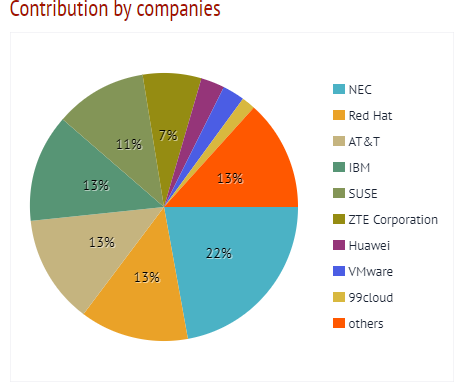 Contribution by companies
NEC
Red Hat
AT&T
IBM
SUSE
ZTE Corporation
Huawei
VMware
99cloud
others
7%
11%
13%
13%
13%
13%
22%